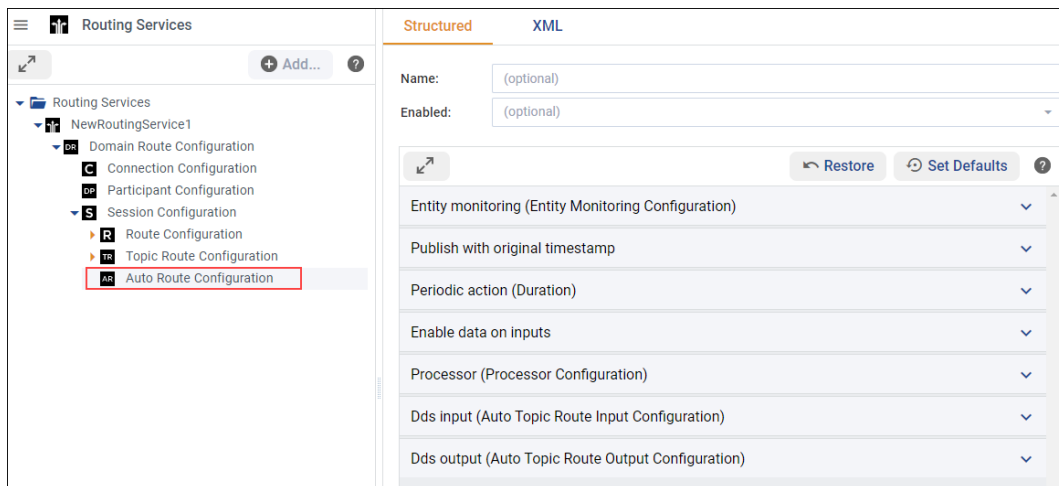 Routing Services
Add...
Routing Services
NewRoutingService1
DR Domain Route Configuration
C Connection Configuration
DP Participant Configuration
S Session Configuration
R Route Configuration
TR Topic Route Configuration
AR Auto Route Configuration
Structured XML
Name: (optional)
Enabled: (optional)
Restore Set Defaults
Entity monitoring (Entity Monitoring Configuration)
Publish with original timestamp
Periodic action (Duration)
Enable data on inputs
Processor (Processor Configuration)
Dds input (Auto Topic Route Input Configuration)
Dds output (Auto Topic Route Output Configuration)